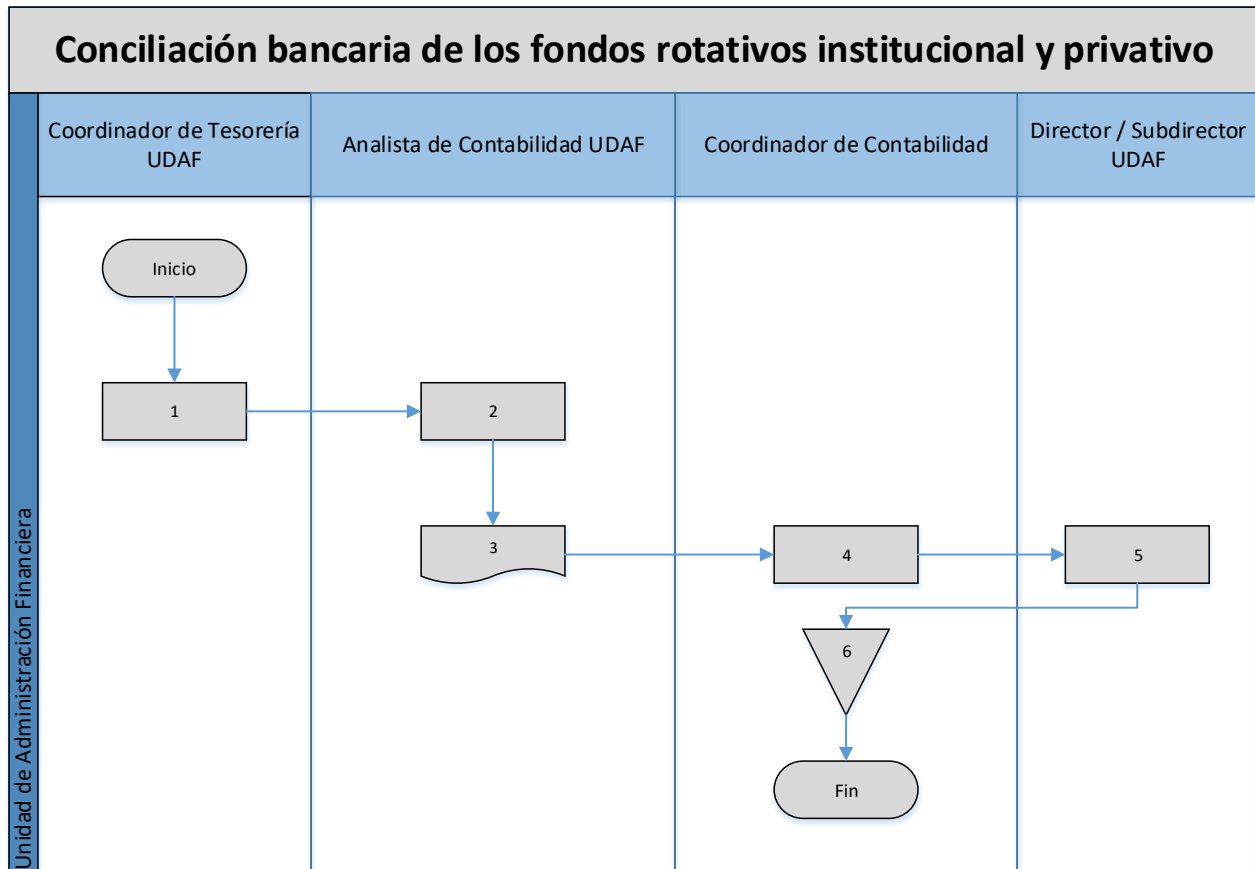 Conciliación bancaria de los fondos rotativos institucional y privativo
Coordinador de Tesorería
UDAF
Analista de Contabilidad UDAF
Coordinador de Contabilidad
Director / Subdirector
UDAF
Unidad de Administración Financiera
Inicio
1
2
3
4
5
6
Fin